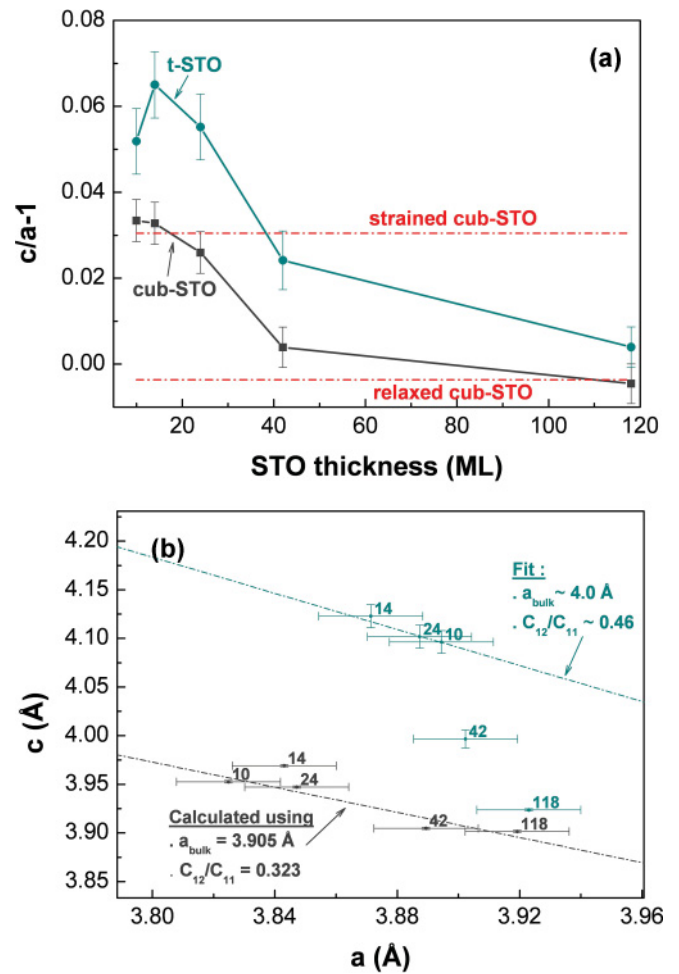 0.08
(a)
t-STO
0.06
0.04
c/a-1
strained cub-STO
0.02
cub-STO
0.00
relaxed cub-STO
20 40 60 80 100 120
STO thickness (ML)
4.20
(b)
Fit :
. a bulk ~ 4.0 Å
. C12/C11 ~ 0.46
4.15
14
24 10
4.10
4.05
c (Å)
42
4.00
14
10 24
3.95
118
Calculated using
. a bulk = 3.905 Å
. C12/C11 = 0.323
42 118
3.90
3.85
3.80 3.84 3.88 3.92 3.96
a (Å)